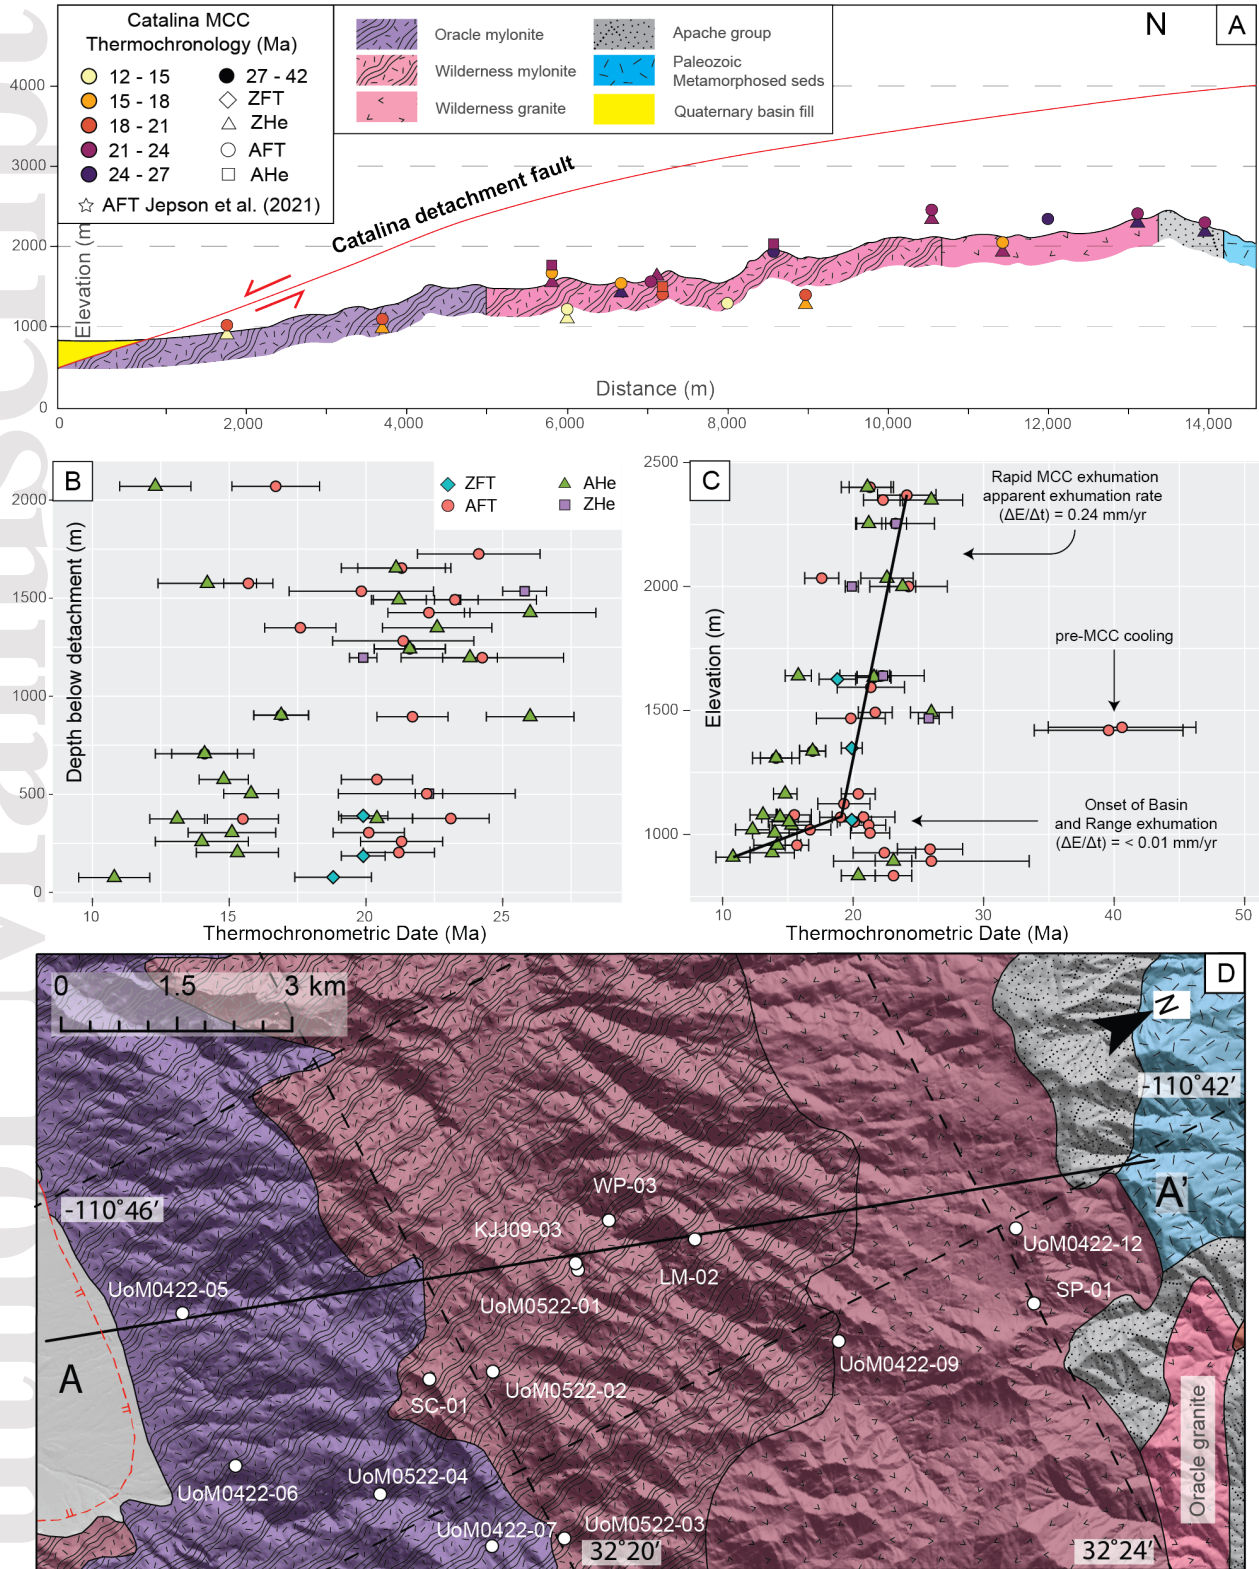 Catalina MCC
Thermochronology (Ma)
12 - 15
15 - 18
18 - 21
21 - 24
24 - 27
27 - 42
ZFT
ZHe
AFT
AHe
AFT Jepson et al. (2021)
Oracle mylonite
Wilderness mylonite
Wilderness granite
Apache group
Paleozoic
Metamorphosed seds
Quaternary basin fill
N
A
Catalina detachment fault
Elevation (m
4000
3000
2000
1000
0
Distance (m)
0
2,000
4,000
6,000
8,000
10,000
12,000
14,000
B
ZFT
AFT
AHe
ZHe
Depth below detachment (m)
2000
1500
1000
500
0
10
15
20
25
Thermochronometric Date (Ma)
C
Rapid MCC exhumation
apparent exhumation rate
(ΔE/Δt) = 0.24 mm/yr
pre-MCC cooling
Onset of Basin
and Range exhumation
(ΔE/Δt) = < 0.01 mm/yr
Elevation (m)
2500
2000
1500
1000
10
20
30
40
50
Thermochronometric Date (Ma)
D
0
1.5
3 km
N
-110°42′
-110°46′
A′
WP-03
KJJ09-03
UoM0422-12
LM-02
SP-01
UoM0422-05
UoM0522-01
UoM0422-09
A
UoM0522-02
SC-01
Oracle granite
UoM0522-04
UoM0422-06
UoM0422-07
UoM0522-03
32°20′
32°24′